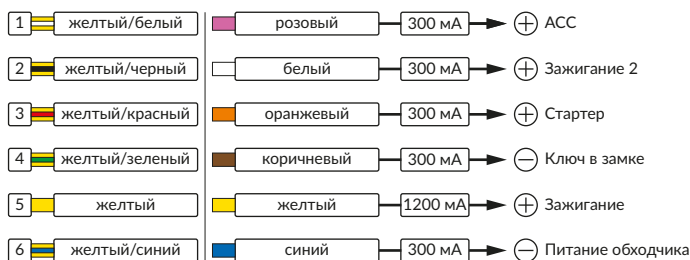 1 желтый/белый розовый 300 мА + ACC
2 желтый/черный белый 300 мА + Зажигание 2
3 желтый/красный оранжевый 300 мА + Стартер
4 желтый/зеленый коричневый 300 мА − Ключ в замке
5 желтый желтый 1200 мА + Зажигание
6 желтый/синий синий 300 мА − Питание обходчика